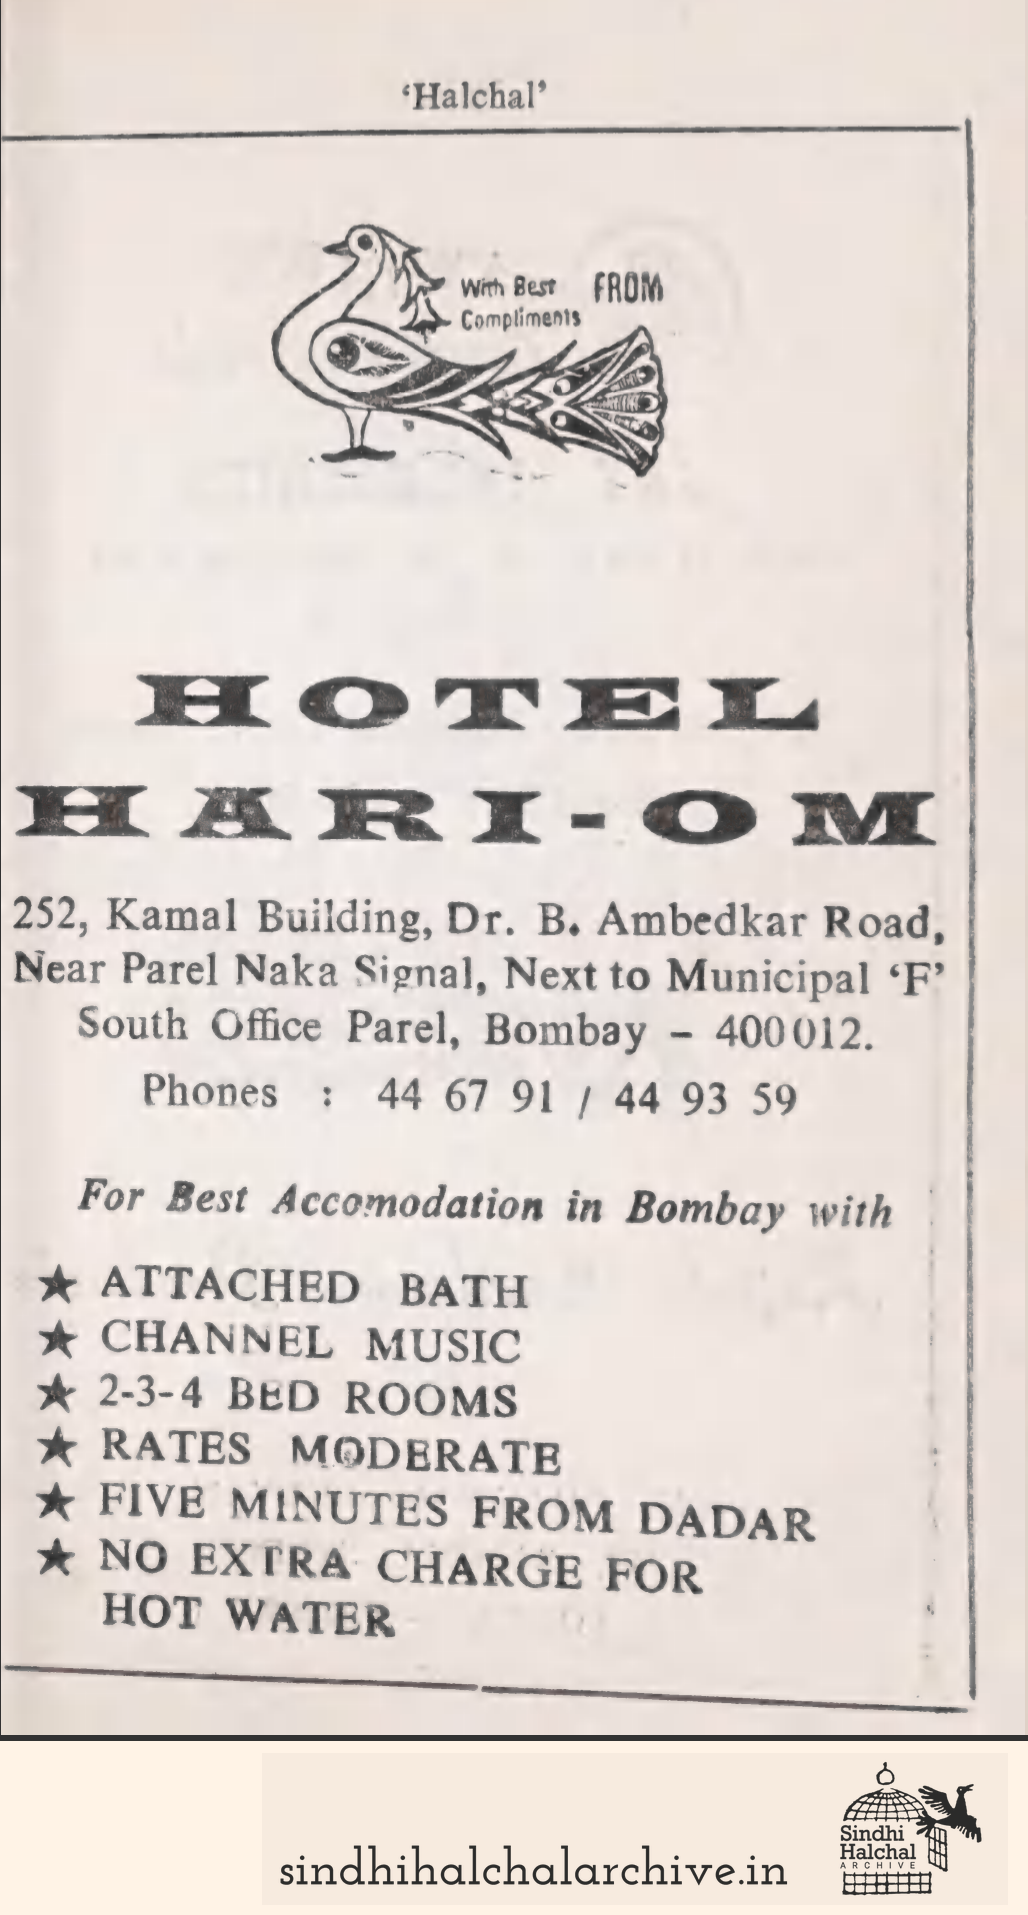 ‘Halchal’
With Best FROM
Compliments
HOTEL
HARI-OM
252, Kamal Building, Dr. B. Ambedkar Road,
Near Parel Naka Signal, Next to Municipal ‘F’
South Office Parel, Bombay – 400012.
Phones : 44 67 91 / 44 93 59
For Best Accomodation in Bombay with
★ ATTACHED BATH
★ CHANNEL MUSIC
★ 2-3-4 BED ROOMS
★ RATES MODERATE
★ FIVE MINUTES FROM DADAR
★ NO EXTRA CHARGE FOR
HOT WATER
sindhihalchalarchive.in
Sindhi
Halchal
ARCHIVE